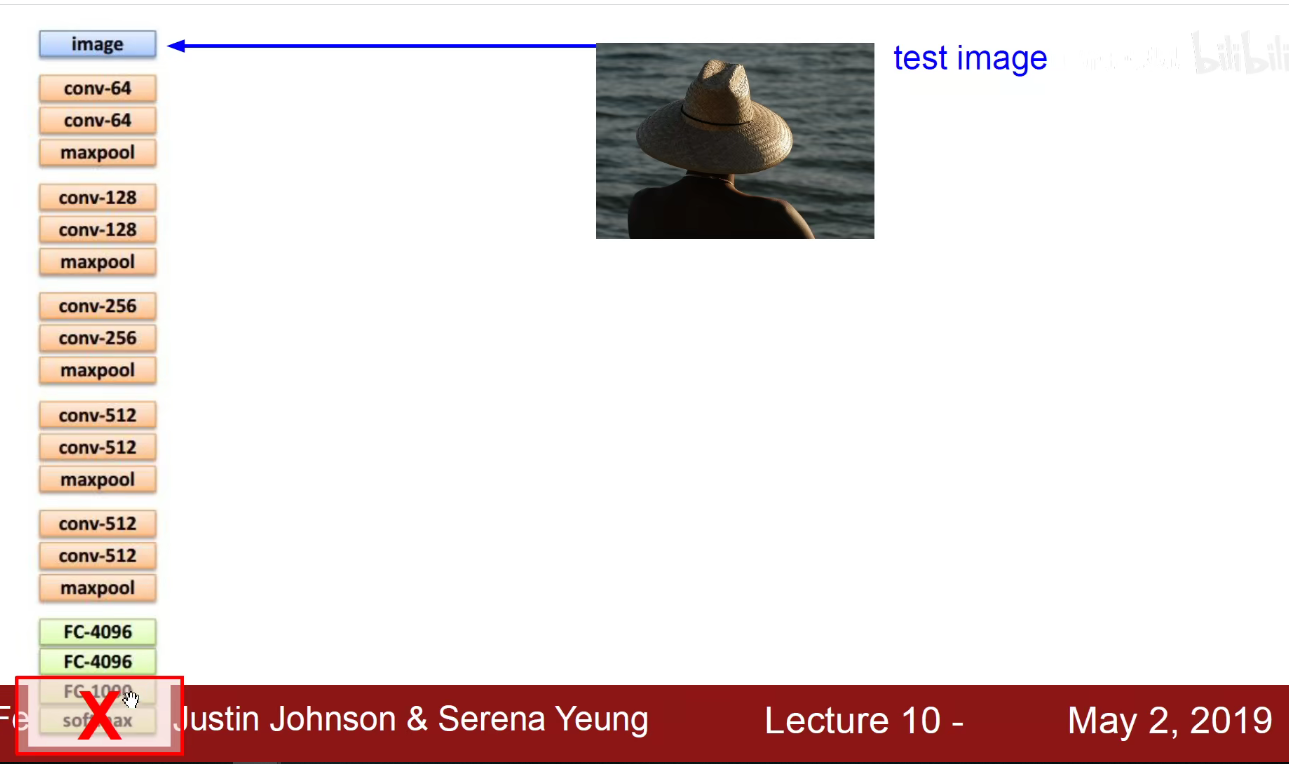 image
test image
bilibili
conv-64
conv-64
maxpool
conv-128
conv-128
maxpool
conv-256
conv-256
maxpool
conv-512
conv-512
maxpool
conv-512
conv-512
maxpool
FC-4096
FC-4096
FC-1000
softmax
X
Fe
Justin Johnson & Serena Yeung
Lecture 10 -
May 2, 2019